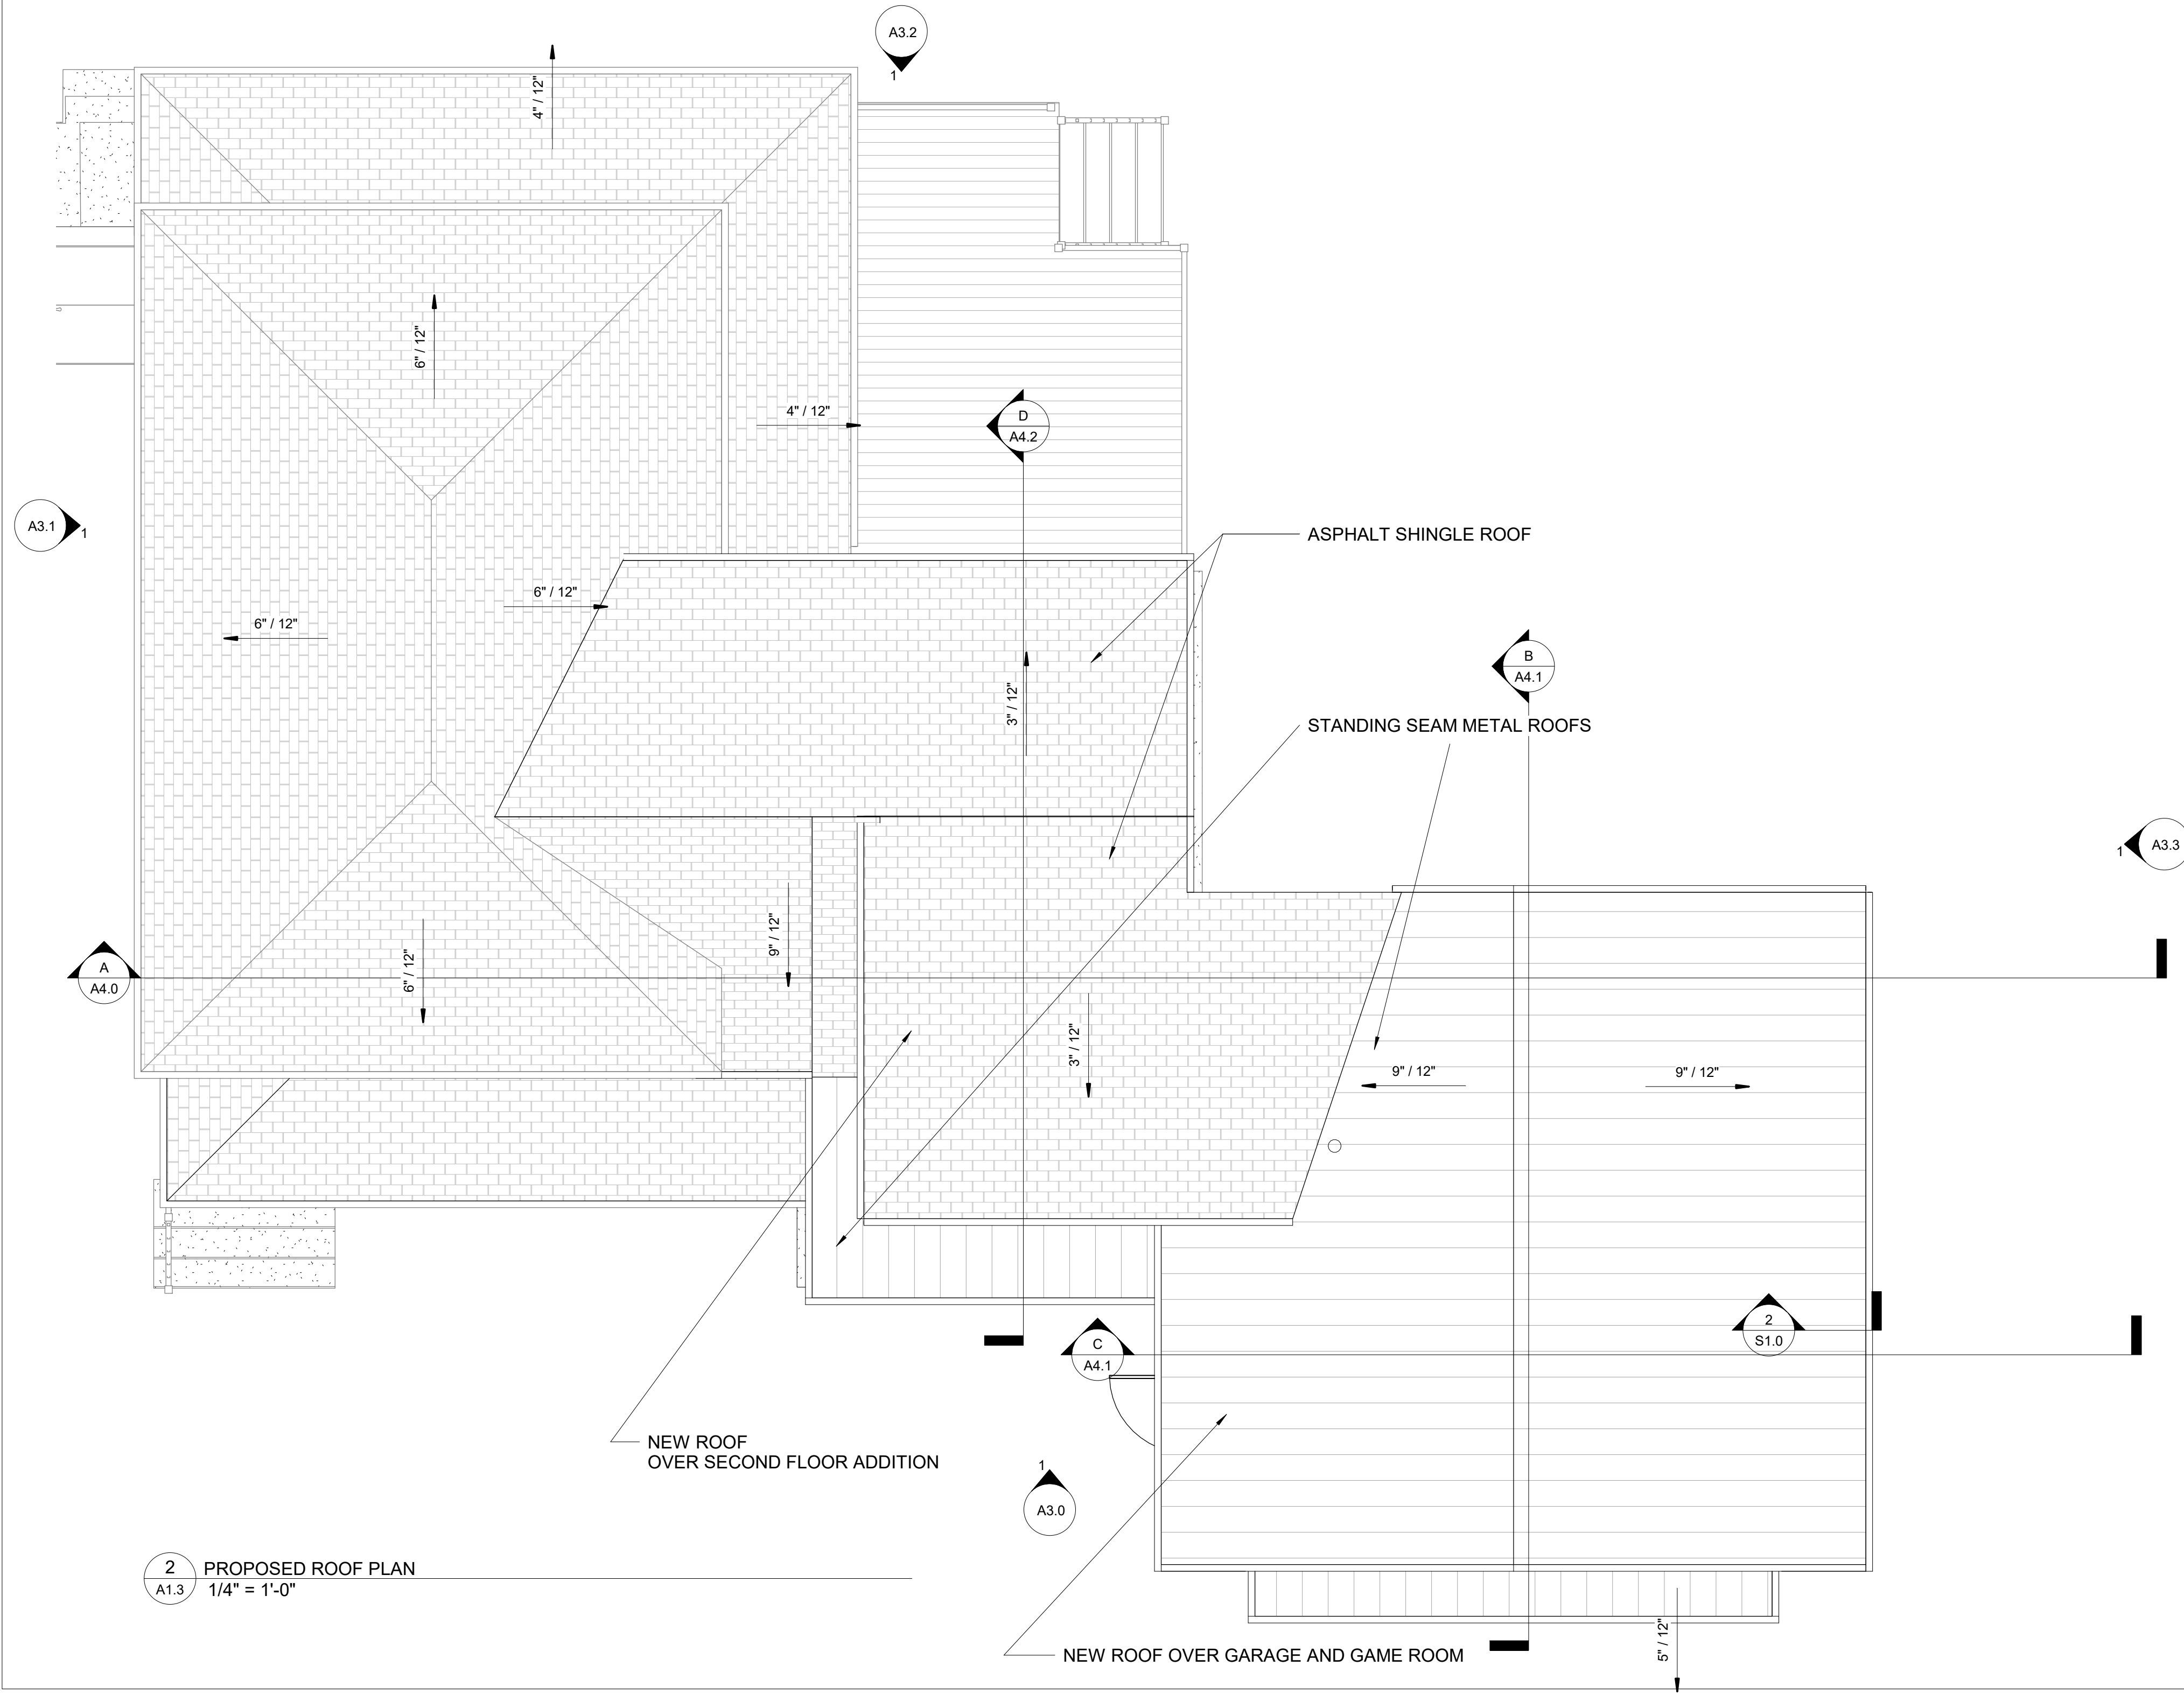 A3.2
1
4" / 12"
6" / 12"
4" / 12"
D
A4.2
A3.1
1
ASPHALT SHINGLE ROOF
6" / 12"
6" / 12"
B
A4.1
3" / 12"
STANDING SEAM METAL ROOFS
1
A3.3
9" / 12"
6" / 12"
A
A4.0
3" / 12"
9" / 12"
9" / 12"
2
S1.0
C
A4.1
NEW ROOF
OVER SECOND FLOOR ADDITION
1
A3.0
2
A1.3
PROPOSED ROOF PLAN
1/4" = 1'-0"
5" / 12"
NEW ROOF OVER GARAGE AND GAME ROOM